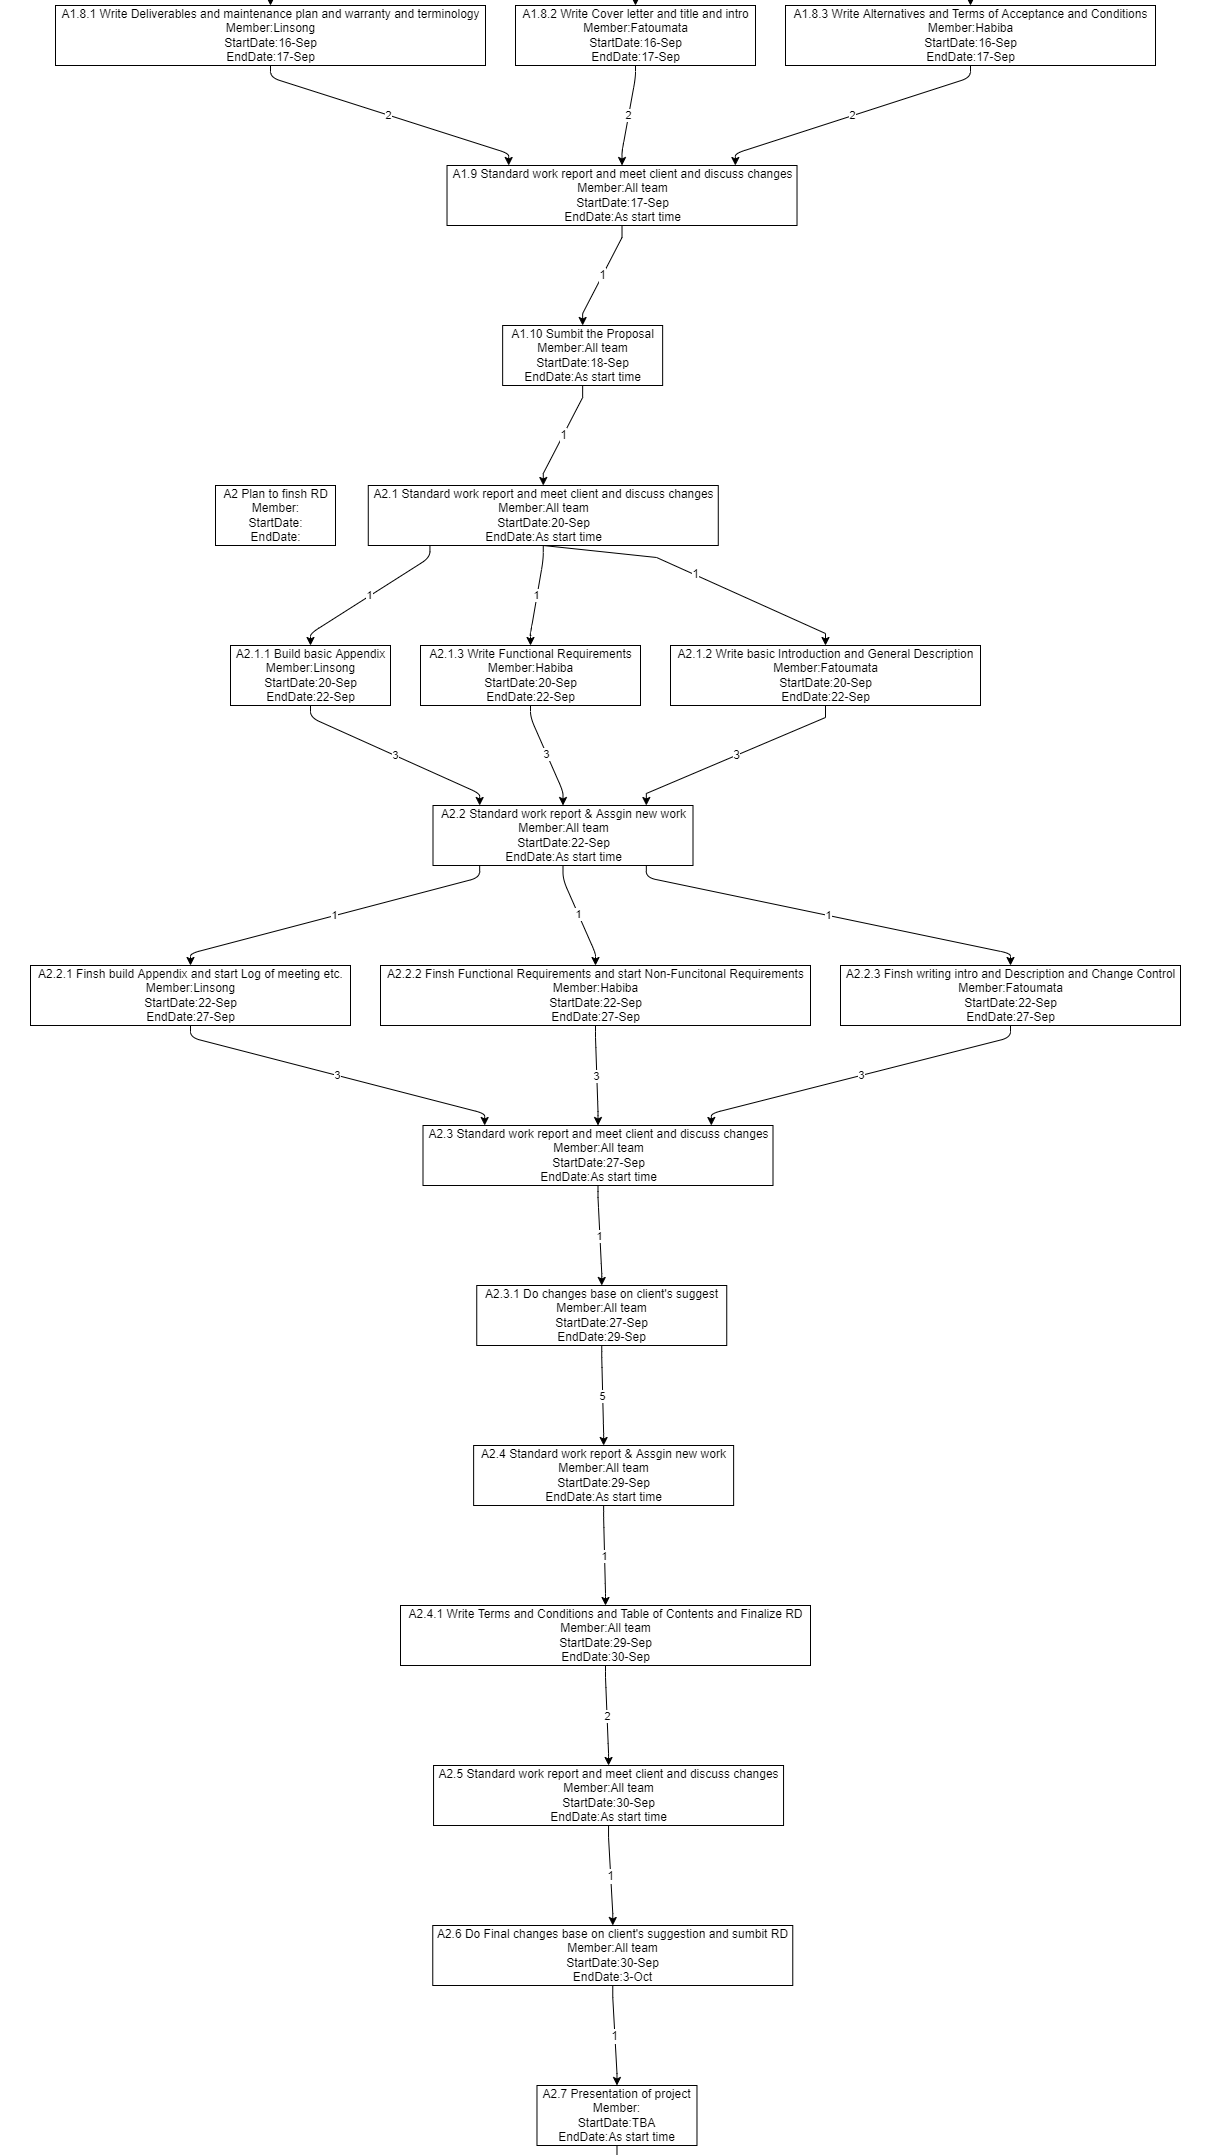 A1.8.1 Write Deliverables and maintenance plan and warranty and terminology
Member:Linsong
StartDate:16-Sep
EndDate:17-Sep
A1.8.2 Write Cover letter and title and intro
Member:Fatoumata
StartDate:16-Sep
EndDate:17-Sep
A1.8.3 Write Alternatives and Terms of Acceptance and Conditions
Member:Habiba
StartDate:16-Sep
EndDate:17-Sep
2
2
2
A1.9 Standard work report and meet client and discuss changes
Member:All team
StartDate:17-Sep
EndDate:As start time
1
A1.10 Sumbit the Proposal
Member:All team
StartDate:18-Sep
EndDate:As start time
1
A2 Plan to finsh RD
Member:
StartDate:
EndDate:
A2.1 Standard work report and meet client and discuss changes
Member:All team
StartDate:20-Sep
EndDate:As start time
1
1
1
A2.1.1 Build basic Appendix
Member:Linsong
StartDate:20-Sep
EndDate:22-Sep
A2.1.3 Write Functional Requirements
Member:Habiba
StartDate:20-Sep
EndDate:22-Sep
A2.1.2 Write basic Introduction and General Description
Member:Fatoumata
StartDate:20-Sep
EndDate:22-Sep
3
3
3
A2.2 Standard work report & Assgin new work
Member:All team
StartDate:22-Sep
EndDate:As start time
1
1
1
A2.2.1 Finsh build Appendix and start Log of meeting etc.
Member:Linsong
StartDate:22-Sep
EndDate:27-Sep
A2.2.2 Finsh Functional Requirements and start Non-Funcitonal Requirements
Member:Habiba
StartDate:22-Sep
EndDate:27-Sep
A2.2.3 Finsh writing intro and Description and Change Control
Member:Fatoumata
StartDate:22-Sep
EndDate:27-Sep
3
3
3
A2.3 Standard work report and meet client and discuss changes
Member:All team
StartDate:27-Sep
EndDate:As start time
1
A2.3.1 Do changes base on client's suggest
Member:All team
StartDate:27-Sep
EndDate:29-Sep
5
A2.4 Standard work report & Assgin new work
Member:All team
StartDate:29-Sep
EndDate:As start time
1
A2.4.1 Write Terms and Conditions and Table of Contents and Finalize RD
Member:All team
StartDate:29-Sep
EndDate:30-Sep
2
A2.5 Standard work report and meet client and discuss changes
Member:All team
StartDate:30-Sep
EndDate:As start time
1
A2.6 Do Final changes base on client's suggestion and sumbit RD
Member:All team
StartDate:30-Sep
EndDate:3-Oct
1
A2.7 Presentation of project
Member:
StartDate:TBA
EndDate:As start time